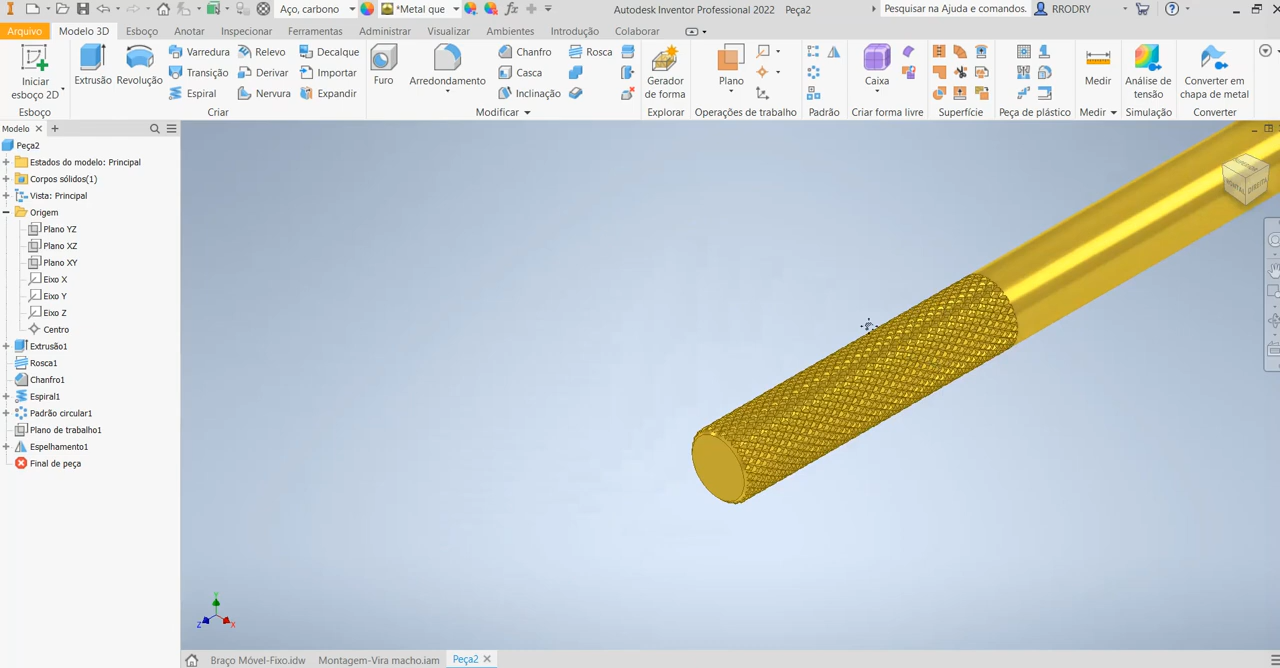 Aço, carbono
*Metal que
Autodesk Inventor Professional 2022 Peça2
Pesquisar na Ajuda e comandos.
RRODRY
Arquivo Modelo 3D Esboço Anotar Inspecionar Ferramentas Administrar Visualizar Ambientes Introdução Colaborar
Iniciar
esboço 2D
Extrusão
Revolução
Varredura
Transição
Espiral
Relevo
Derivar
Nervura
Decalque
Importar
Expandir
Furo
Arredondamento
Chanfro
Casca
Inclinação
Rosca
Gerador
de forma
Plano
Caixa
Medir
Análise de
tensão
Converter em
chapa de metal
Esboço Criar Modificar Explorar Operações de trabalho Padrão Criar forma livre Superfície Peça de plástico Medir Simulação Converter
Modelo
Peça2
Estados do modelo: Principal
Corpos sólidos(1)
Vista: Principal
Origem
Plano YZ
Plano XZ
Plano XY
Eixo X
Eixo Y
Eixo Z
Centro
Extrusão1
Rosca1
Chanfro1
Espiral1
Padrão circular1
Plano de trabalho1
Espelhamento1
Final de peça
DIREITA
Y
Z
X
Braço Móvel-Fixo.idw Montagem-Vira macho.iam Peça2